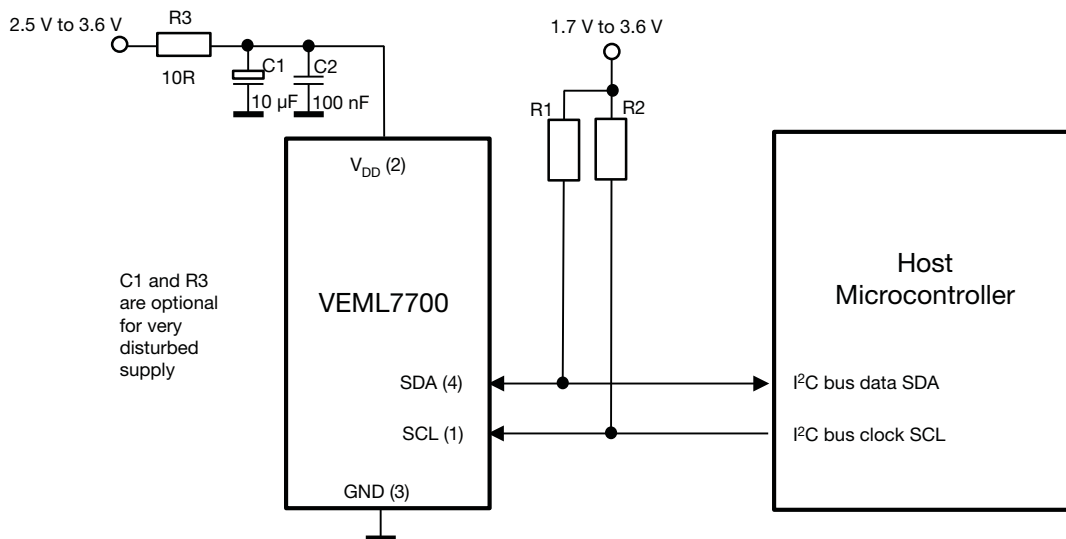 2.5 V to 3.6 V
R3
10R
C1
10 µF
C2
100 nF
1.7 V to 3.6 V
R1
R2
V_DD (2)
C1 and R3
are optional
for very
disturbed
supply
VEML7700
SDA (4)
SCL (1)
GND (3)
Host
Microcontroller
I²C bus data SDA
I²C bus clock SCL